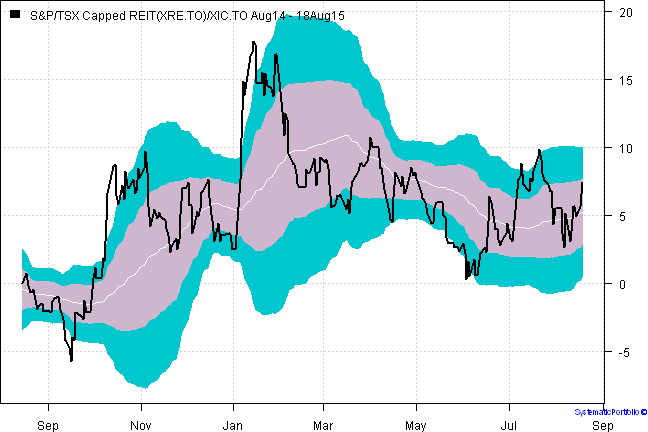 S&P/TSX Capped REIT(XRE.TO)/XIC.TO Aug14 - 18Aug15
20
15
10
5
0
-5
SystematicPortfolio ©
Sep Nov Jan Mar May Jul Sep